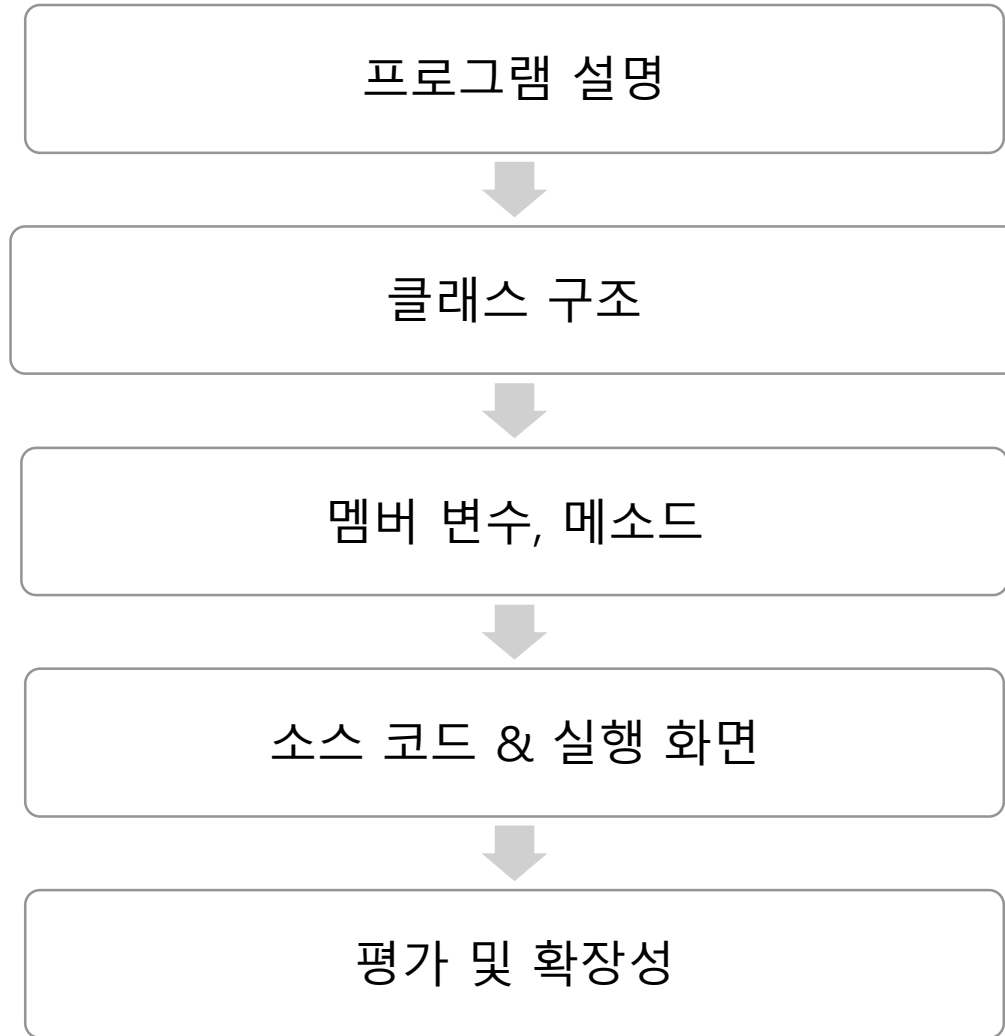 프로그램 설명
클래스 구조
멤버 변수, 메소드
소스 코드 & 실행 화면
평가 및 확장성